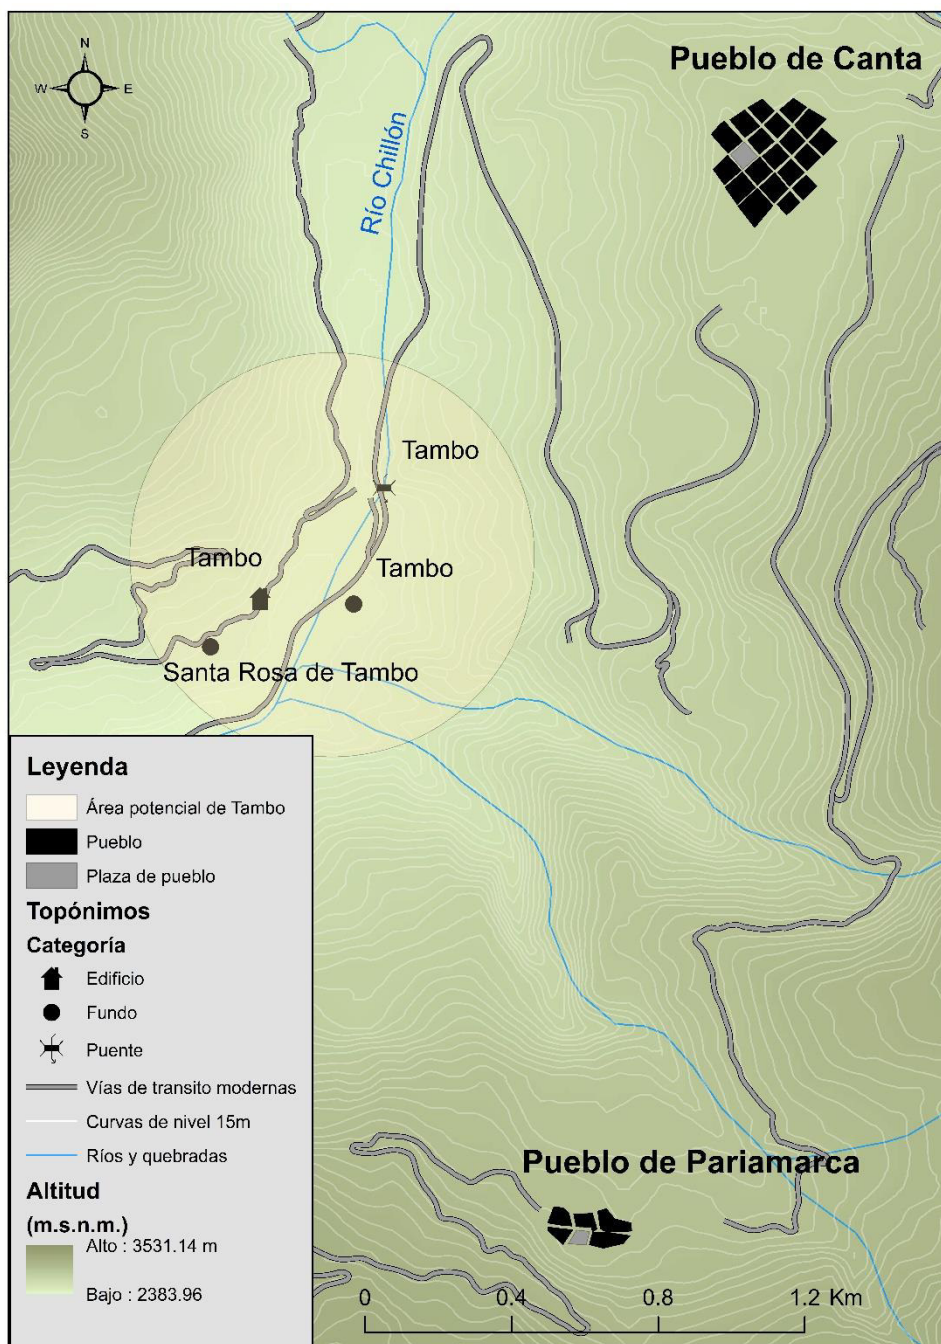 N
W
E
S
Pueblo de Canta
Río Chillón
Tambo
Tambo
Tambo
Santa Rosa de Tambo
Leyenda
Área potencial de Tambo
Pueblo
Plaza de pueblo
Topónimos
Categoría
Edificio
Fundo
Puente
Vías de transito modernas
Curvas de nivel 15m
Ríos y quebradas
Altitud
(m.s.n.m.)
Alto : 3531.14 m
Bajo : 2383.96
Pueblo de Pariamarca
0 0.4 0.8 1.2 Km